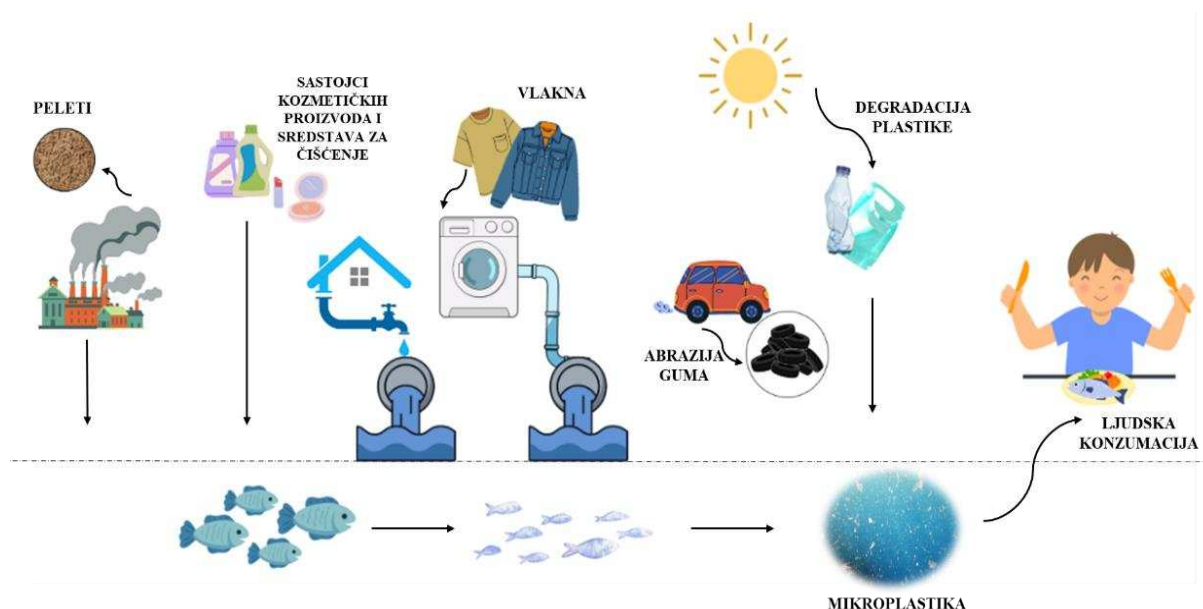 PELETI
SASTOJCI
KOZMETIČKIH
PROIZVODA I
SREDSTAVA ZA
ČIŠĆENJE
VLAKNA
DEGRADACIJA
PLASTIKE
ABRAZIJA
GUMA
LJUDSKA
KONZUMACIJA
MIKROPLASTIKA